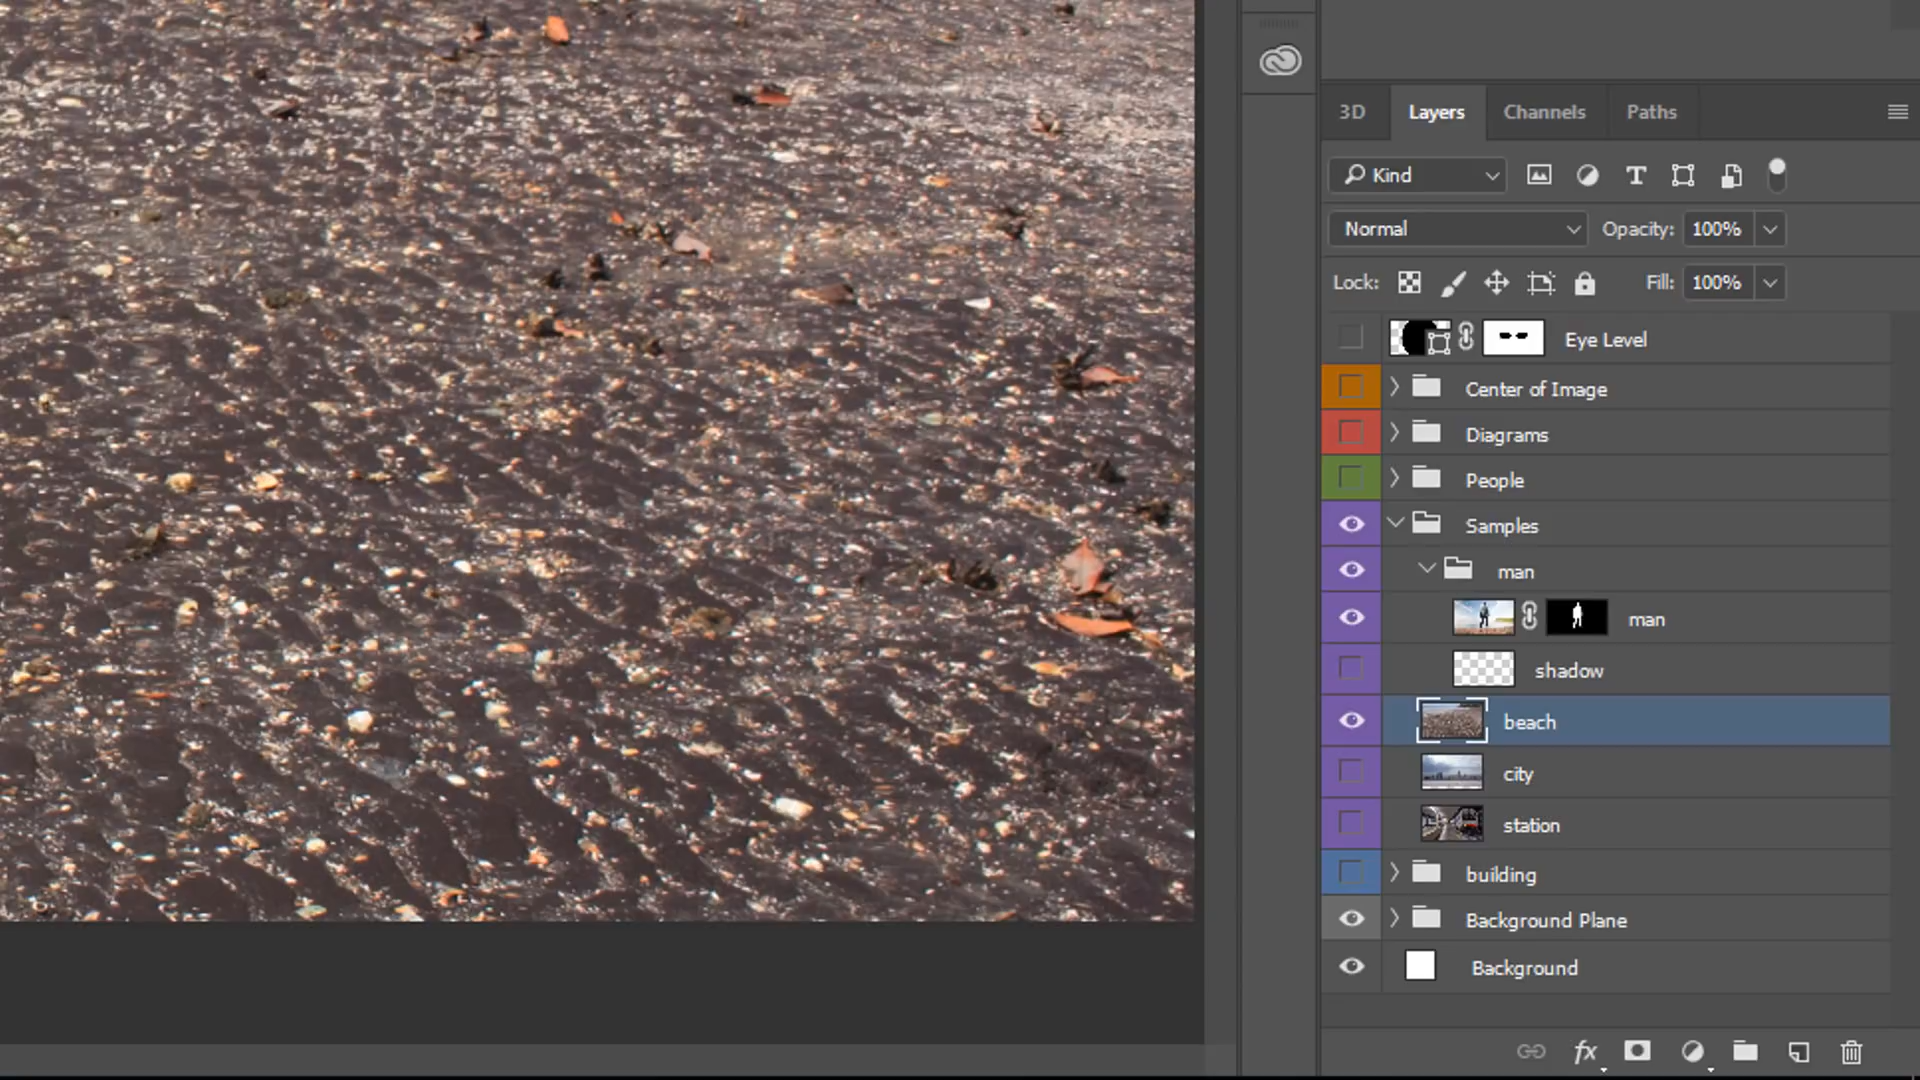 3D Layers Channels Paths
Kind
Normal Opacity: 100%
Lock: Fill: 100%
Eye Level
Center of Image
Diagrams
People
Samples
man
man
shadow
beach
city
station
building
Background Plane
Background
fx